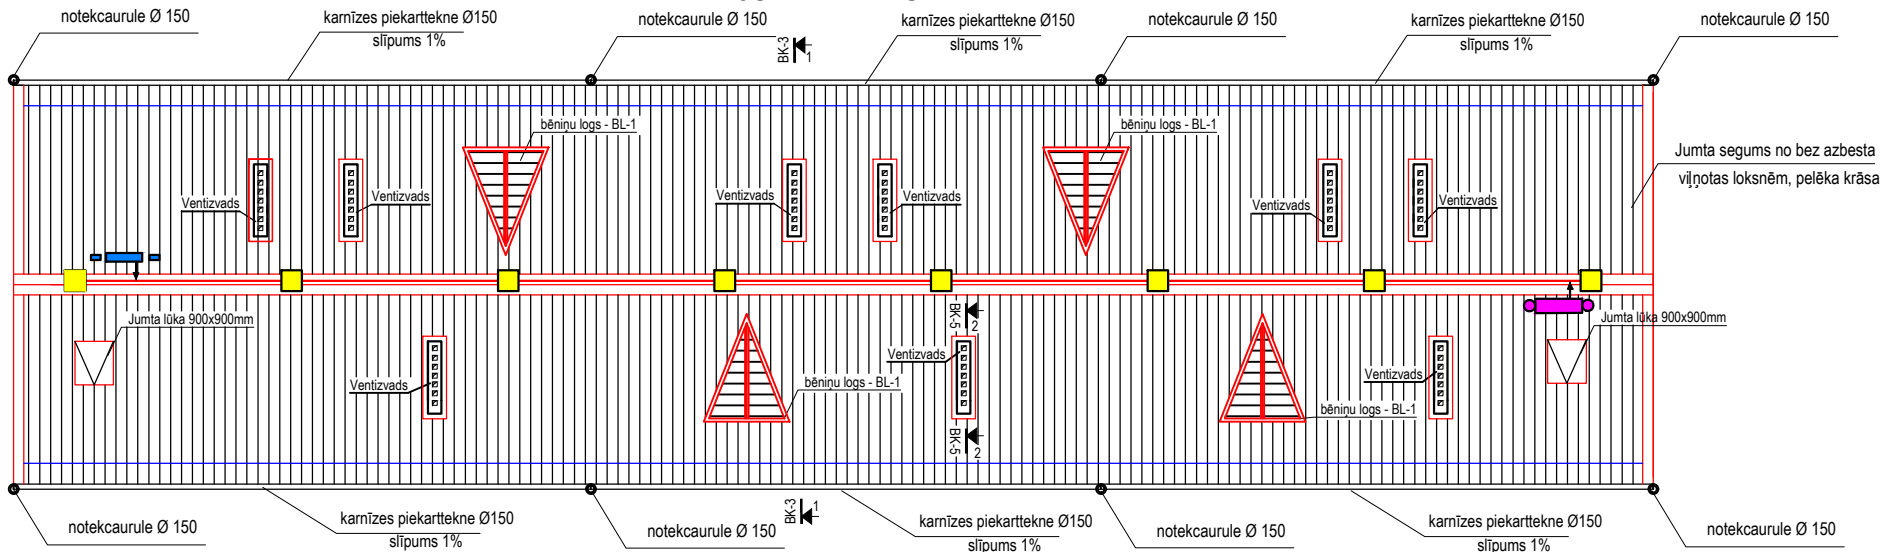 notekcaurule Ø 150
karnīzes piekarttekne Ø150
slīpums 1%
notekcaurule Ø 150
BK-3
1
karnīzes piekarttekne Ø150
slīpums 1%
notekcaurule Ø 150
karnīzes piekarttekne Ø150
slīpums 1%
notekcaurule Ø 150
bēniņu logs - BL-1
bēniņu logs - BL-1
Jumta segums no bez azbesta
viļņotas loksnēm, pelēka krāsa
Ventizvads
Ventizvads
Ventizvads
Ventizvads
Ventizvads
Ventizvads
Jumta lūka 900x900mm
BK-5
2
Jumta lūka 900x900mm
Ventizvads
bēniņu logs - BL-1
Ventizvads
Ventizvads
bēniņu logs - BL-1
BK-5
2
notekcaurule Ø 150
karnīzes piekarttekne Ø150
slīpums 1%
notekcaurule Ø 150
BK-3
1
karnīzes piekarttekne Ø150
slīpums 1%
notekcaurule Ø 150
karnīzes piekarttekne Ø150
slīpums 1%
notekcaurule Ø 150